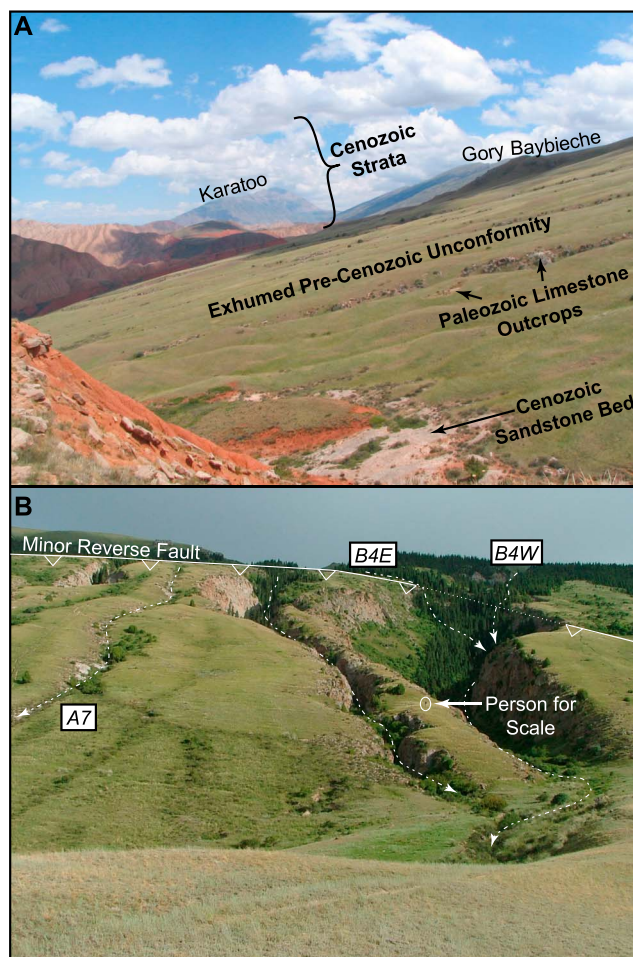 A
Karatoo
Cenozoic
Strata
Gory Baybieche
Exhumed Pre-Cenozoic Unconformity
Paleozoic Limestone
Outcrops
Cenozoic
Sandstone Bed
B
Minor Reverse Fault
B4E
B4W
A7
Person for
Scale